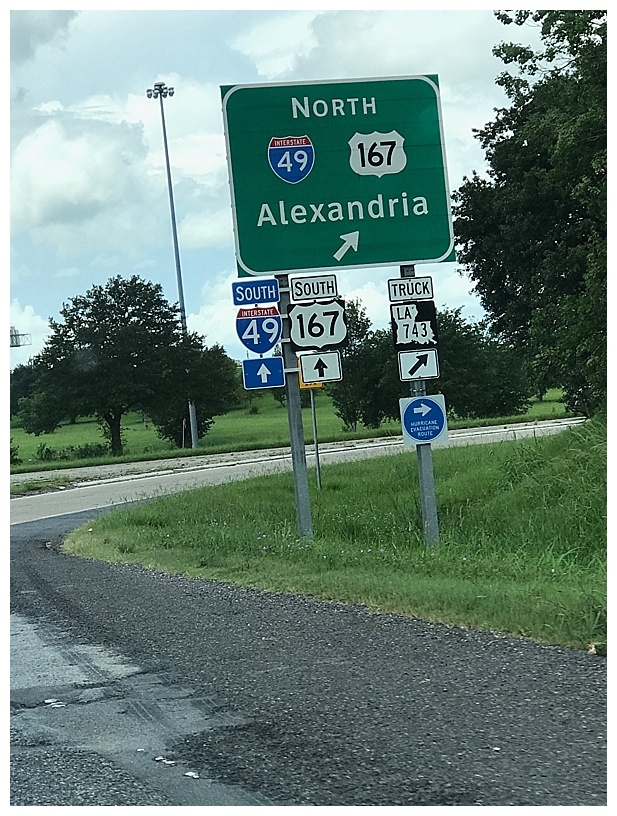 NORTH
INTERSTATE
49
167
Alexandria
SOUTH
SOUTH
TRUCK
INTERSTATE
49
167
LA
743
HURRICANE
EVACUATION
ROUTE